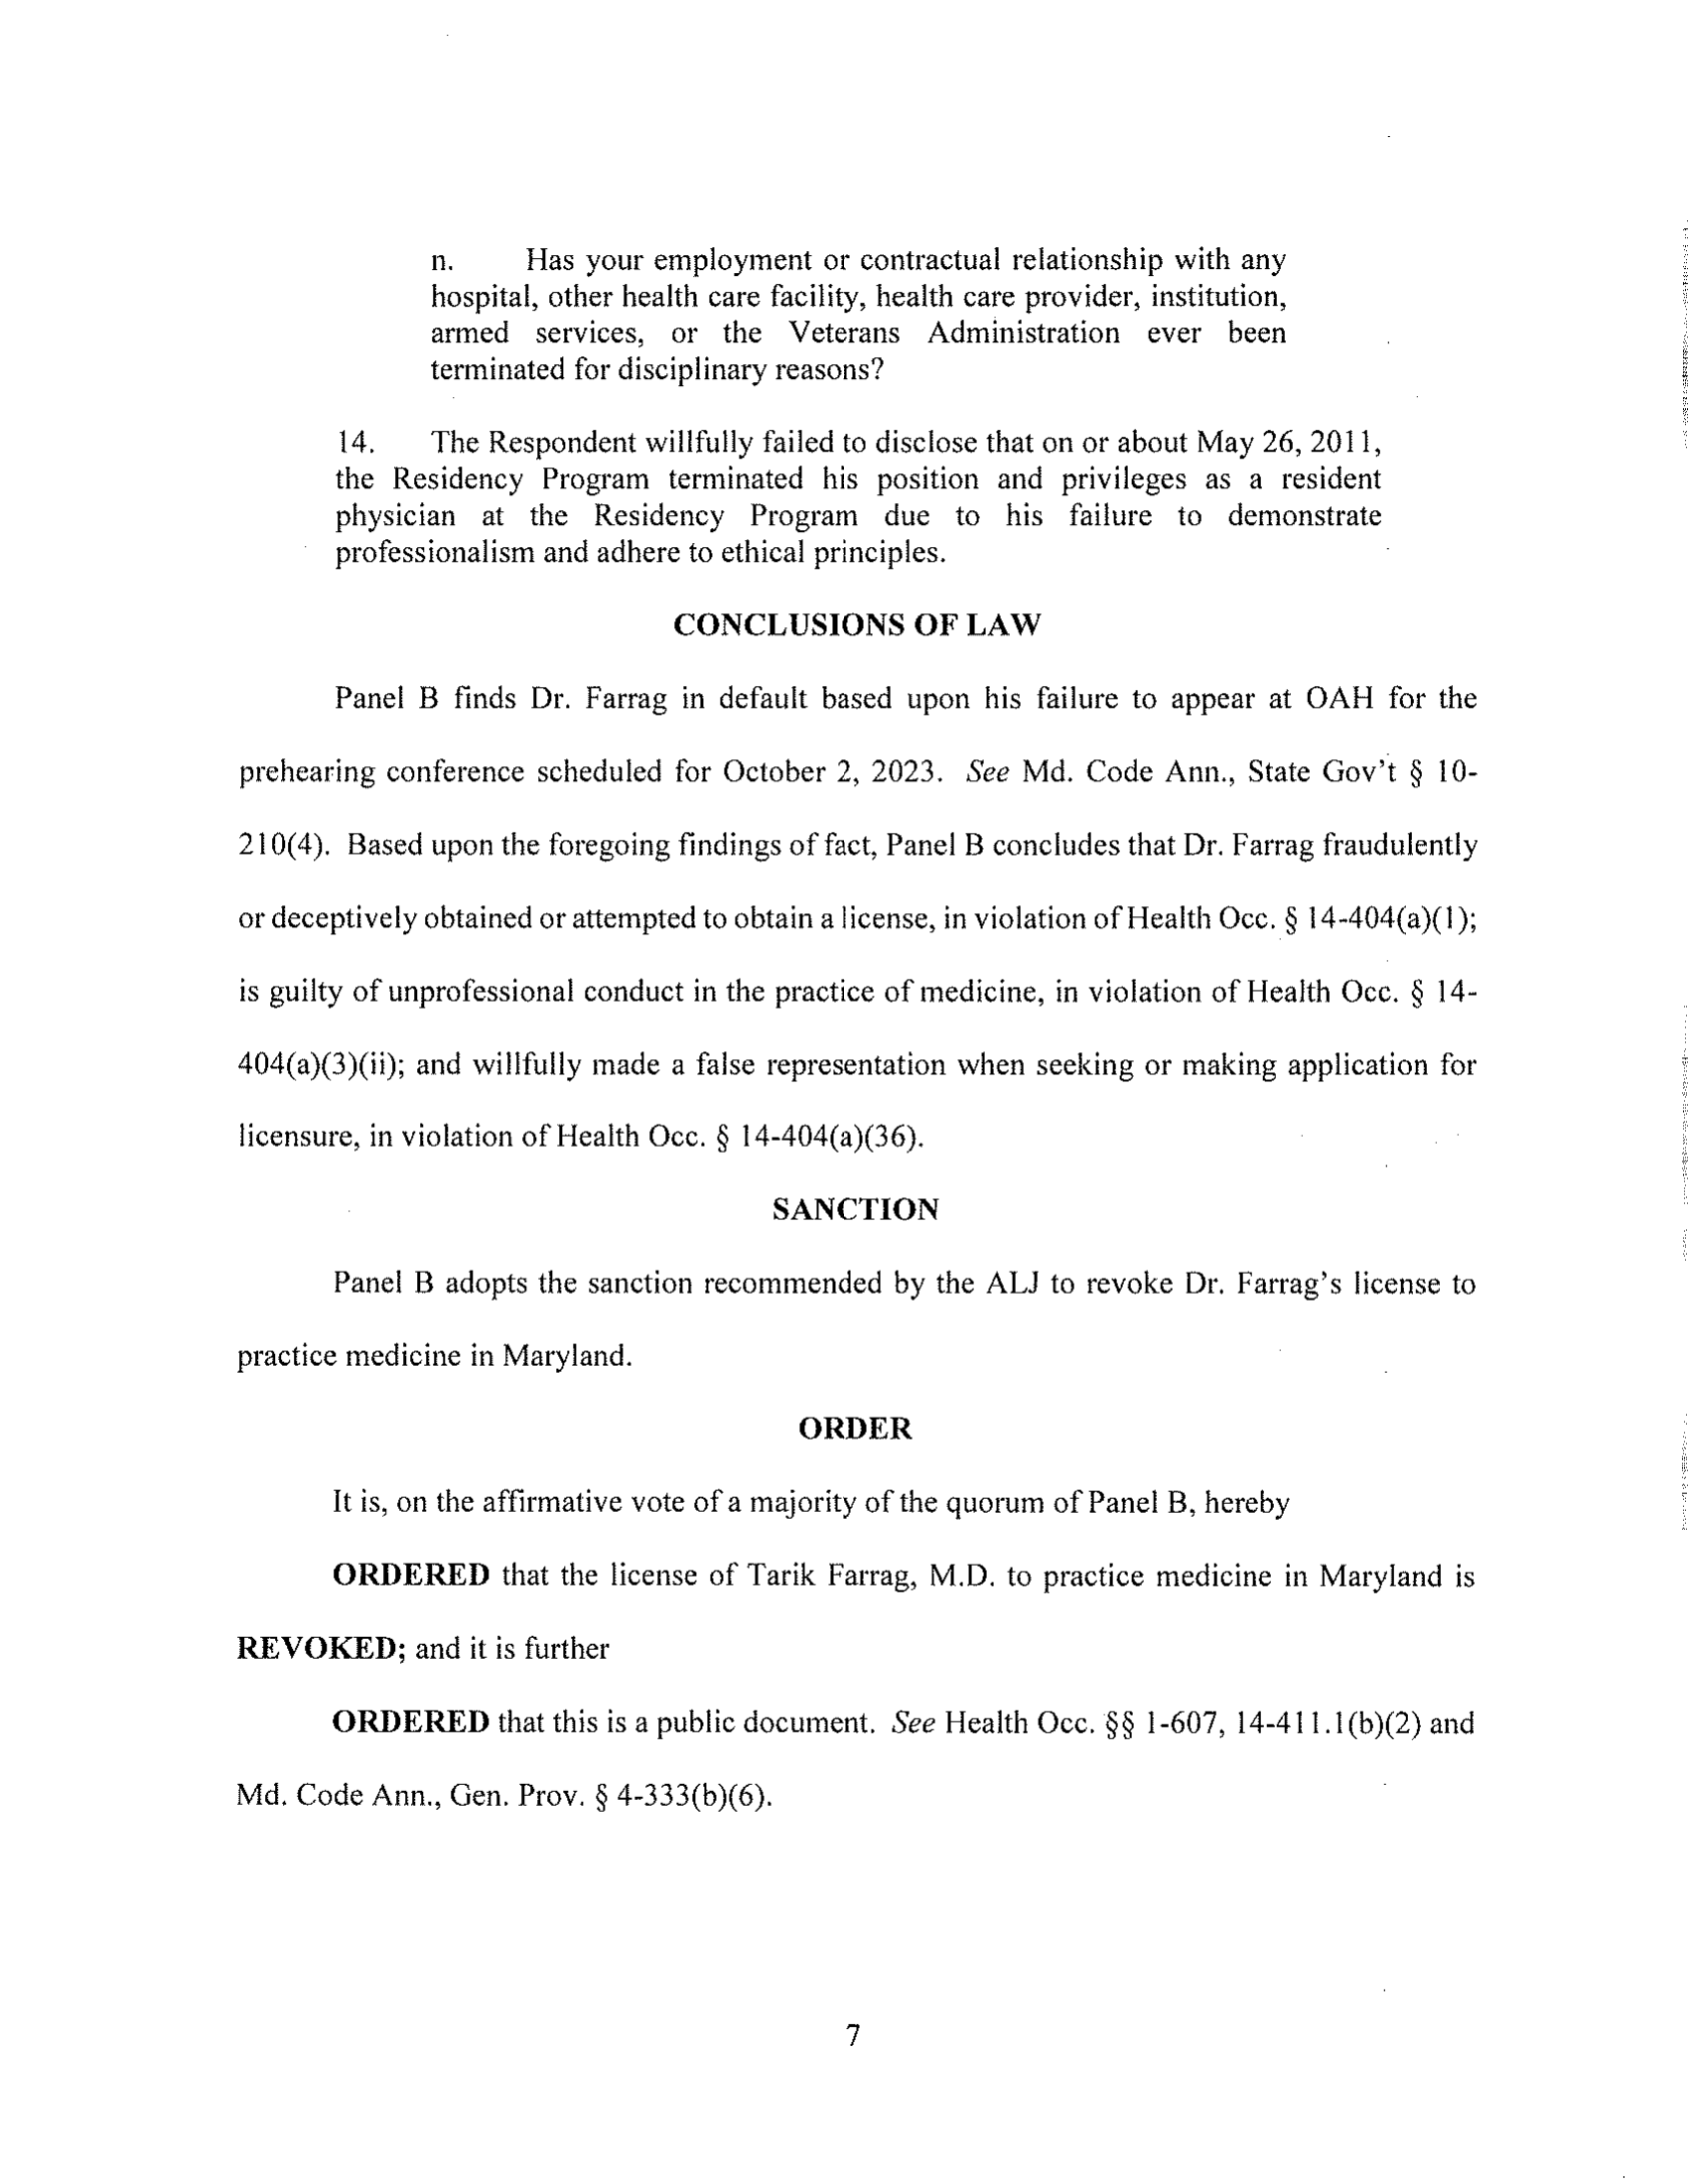 n. Has your employment or contractual relationship with any
hospital, other health care facility, health care provider, institution,
armed services, or the Veterans Administration ever been
terminated for disciplinary reasons?
14. The Respondent willfully failed to disclose that on or about May 26, 2011,
the Residency Program terminated his position and privileges as a resident
physician at the Residency Program due to his failure to demonstrate
professionalism and adhere to ethical principles.
CONCLUSIONS OF LAW
Panel B finds Dr. Farrag in default based upon his failure to appear at OAH for the
prehearing conference scheduled for October 2, 2023. See Md. Code Ann., State Gov't § 10-
210(4). Based upon the foregoing findings of fact, Panel B concludes that Dr. Farrag fraudulently
or deceptively obtained or attempted to obtain a license, in violation of Health Occ. § 14-404(a)(1);
is guilty of unprofessional conduct in the practice of medicine, in violation of Health Occ. § 14-
404(a)(3)(ii); and willfully made a false representation when seeking or making application for
licensure, in violation of Health Occ. § 14-404(a)(36).
SANCTION
Panel B adopts the sanction recommended by the ALJ to revoke Dr. Farrag's license to
practice medicine in Maryland.
ORDER
It is, on the affirmative vote of a majority of the quorum of Panel B, hereby
ORDERED that the license of Tarik Farrag, M.D. to practice medicine in Maryland is
REVOKED; and it is further
ORDERED that this is a public document. See Health Occ. §§ 1-607, 14-411.1(b)(2) and
Md. Code Ann., Gen. Prov. § 4-333(b)(6).
7